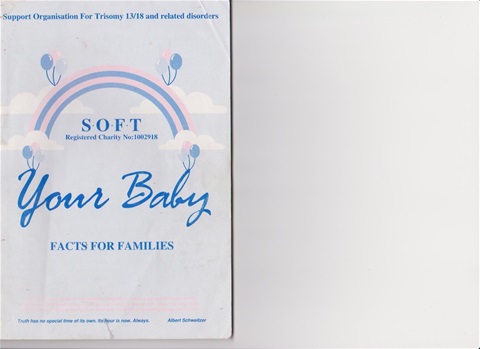 Support Organisation For Trisomy 13/18 and related disorders
S·O·F·T
Registered Charity No:1002918
Your Baby
FACTS FOR FAMILIES
Truth has no special time of its own. Its hour is now. Always. Albert Schweitzer